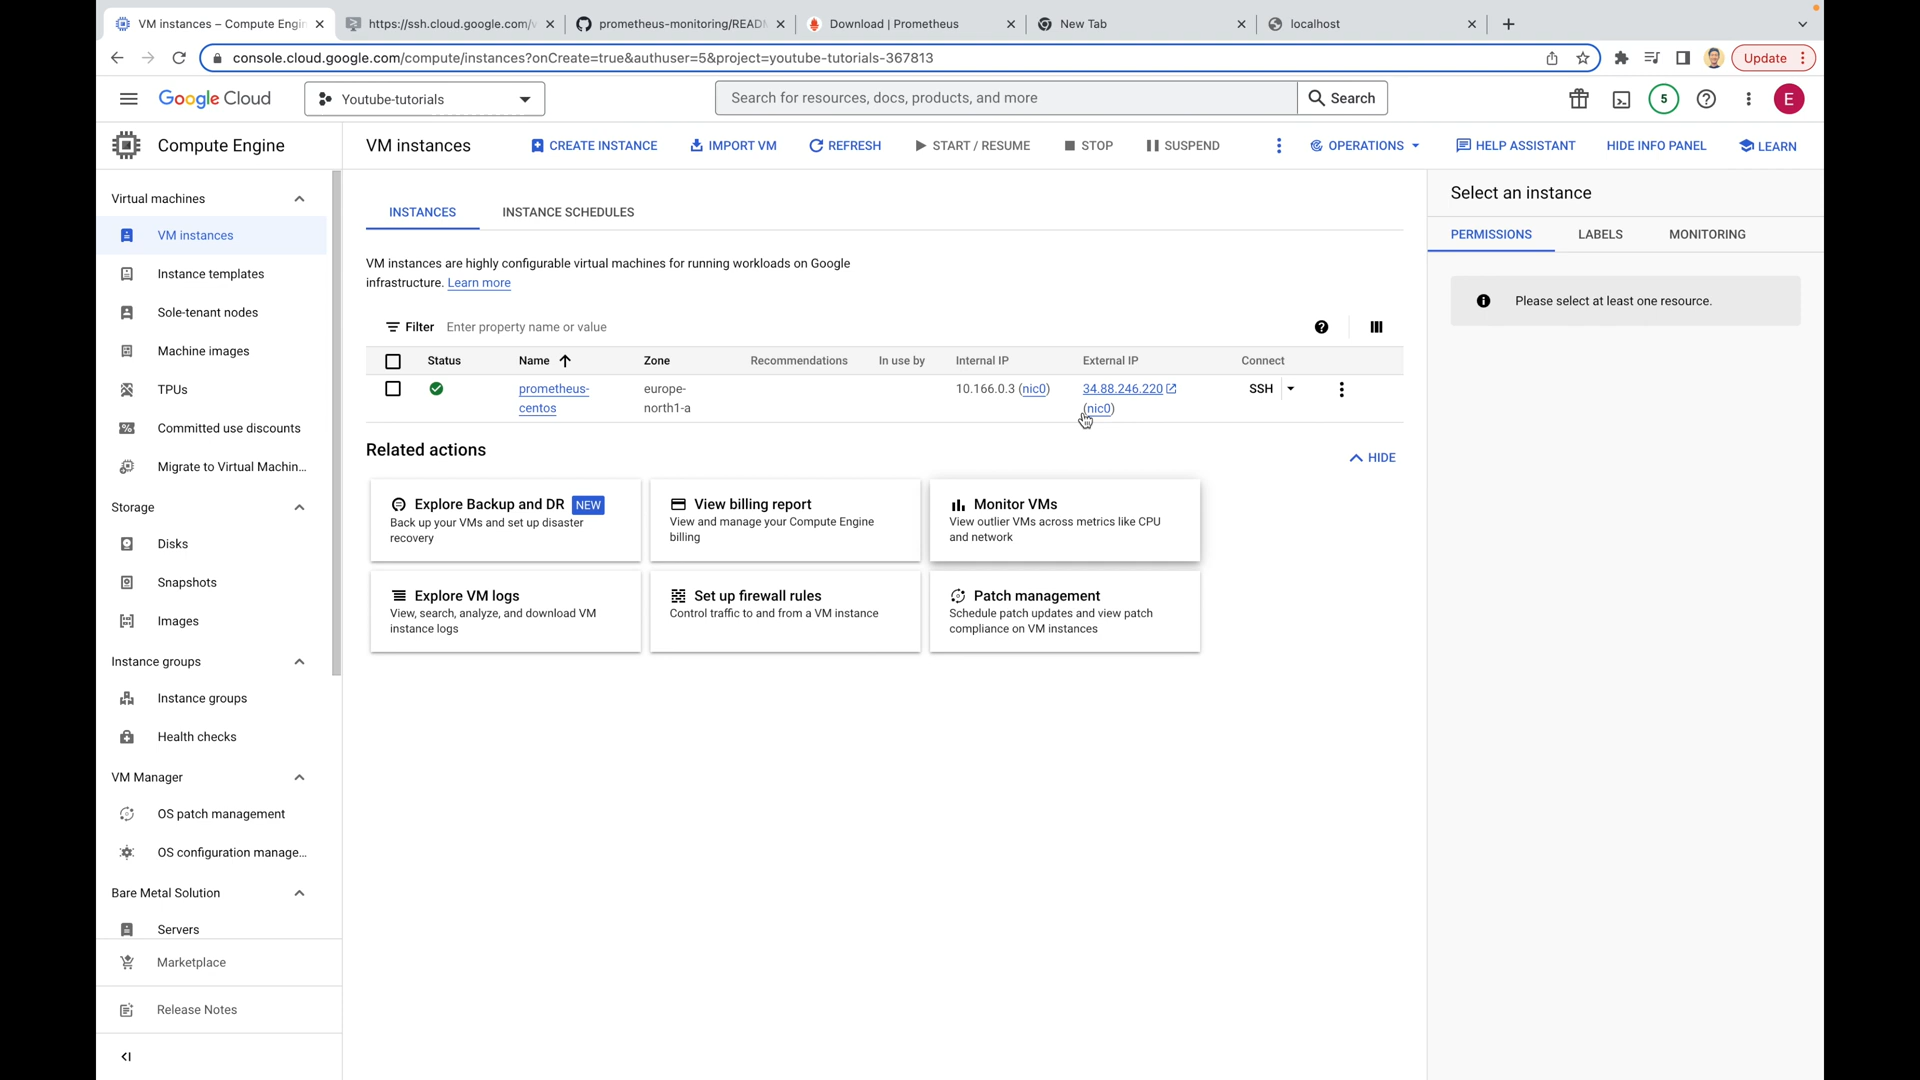 VM instances – Compute Engin
https://ssh.cloud.google.com/v
prometheus-monitoring/READM
Download | Prometheus
New Tab
localhost
console.cloud.google.com/compute/instances?onCreate=true&authuser=5&project=youtube-tutorials-367813
Update
Google Cloud
Youtube-tutorials
Search for resources, docs, products, and more
Search
5
E
Compute Engine
VM instances
CREATE INSTANCE
IMPORT VM
REFRESH
START / RESUME
STOP
SUSPEND
OPERATIONS
HELP ASSISTANT
HIDE INFO PANEL
LEARN
Virtual machines
VM instances
Instance templates
Sole-tenant nodes
Machine images
TPUs
Committed use discounts
Migrate to Virtual Machin...
Storage
Disks
Snapshots
Images
Instance groups
Instance groups
Health checks
VM Manager
OS patch management
OS configuration manage...
Bare Metal Solution
Servers
Marketplace
Release Notes
INSTANCES
INSTANCE SCHEDULES
VM instances are highly configurable virtual machines for running workloads on Google
infrastructure. Learn more
Filter Enter property name or value
Status Name Zone Recommendations In use by Internal IP External IP Connect
prometheus- europe- 10.166.0.3 (nic0) 34.88.246.220 SSH
centos north1-a (nic0)
Related actions
HIDE
Explore Backup and DR NEW
Back up your VMs and set up disaster
recovery
View billing report
View and manage your Compute Engine
billing
Monitor VMs
View outlier VMs across metrics like CPU
and network
Explore VM logs
View, search, analyze, and download VM
instance logs
Set up firewall rules
Control traffic to and from a VM instance
Patch management
Schedule patch updates and view patch
compliance on VM instances
Select an instance
PERMISSIONS
LABELS
MONITORING
Please select at least one resource.